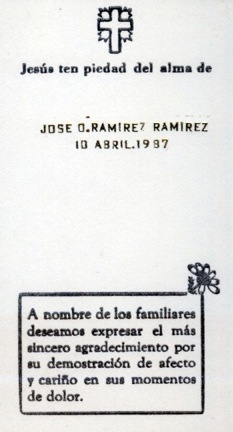 Jesús ten piedad del alma de
JOSE O.RAMIREZ RAMIREZ
10 ABRIL.1987
A nombre de los familiares
deseamos expresar el más
sincero agradecimiento por
su demostración de afecto
y cariño en sus momentos
de dolor.